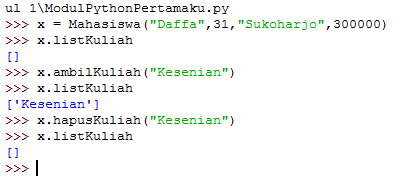 ul 1\ModulPythonPertamaku.py
>>> x = Mahasiswa("Daffa",31,"Sukoharjo",300000)
>>> x.listKuliah
[]
>>> x.ambilKuliah("Kesenian")
>>> x.listKuliah
['Kesenian']
>>> x.hapusKuliah("Kesenian")
>>> x.listKuliah
[]
>>>